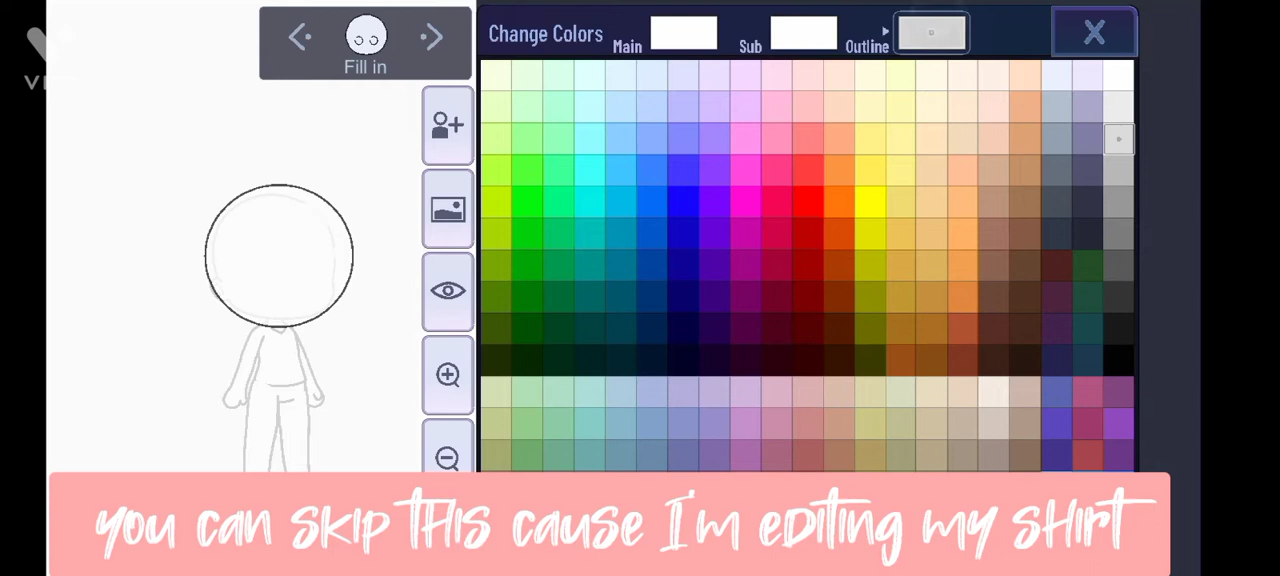 Change Colors
Main
Sub
Outline
X
Fill in
you can skip this cause I'm editing my shirt